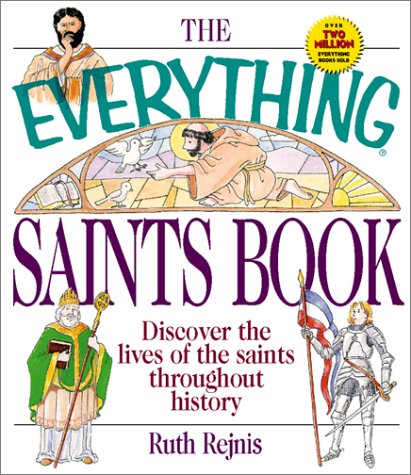 THE
OVER
TWO
MILLION
EVERYTHING
BOOKS SOLD
EVERYTHING®
SAINTS BOOK
Discover the
lives of the saints
throughout
history
Ruth Rejnis